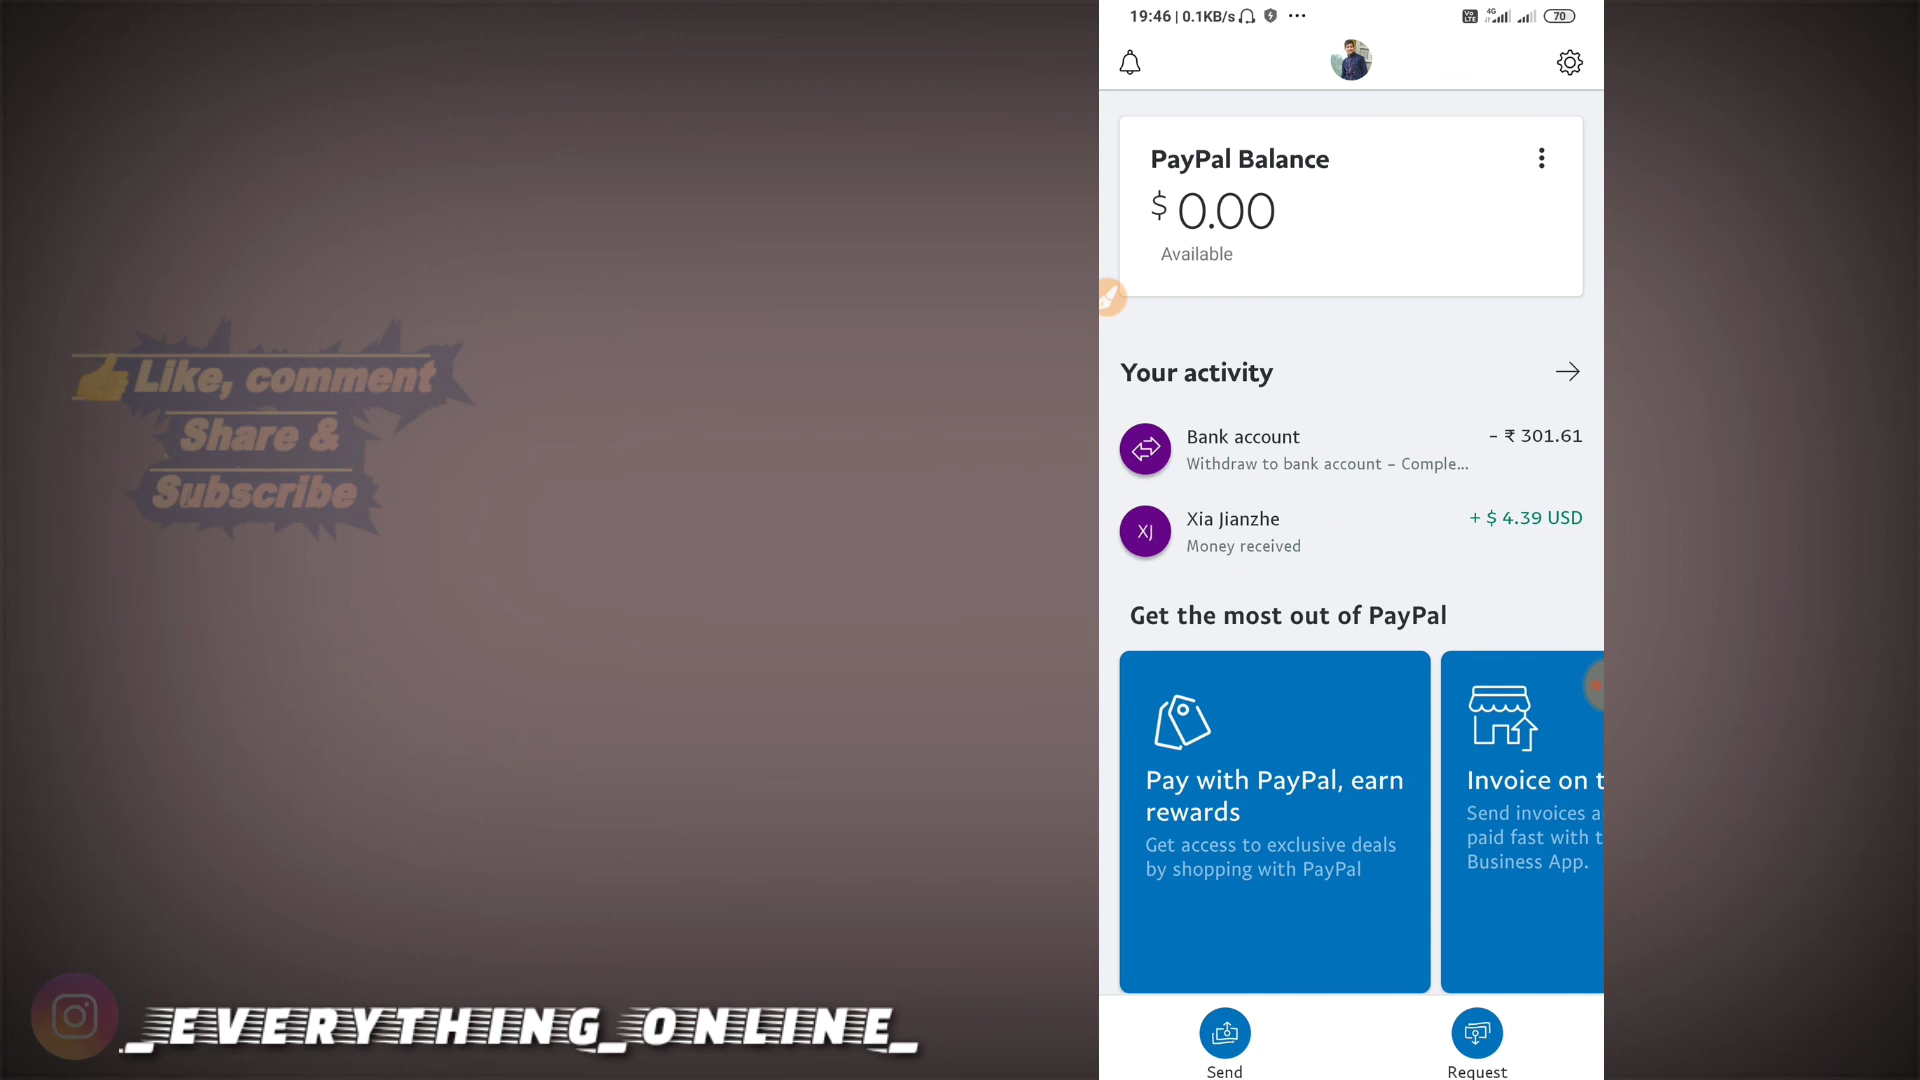 👍Like, comment
Share &
Subscribe
_EVERYTHING_ONLINE_
19:46 | 0.1KB/s ...
Vo LTE 4G 70
PayPal Balance
$ 0.00
Available
Your activity
Bank account - ₹ 301.61
Withdraw to bank account – Comple...
XJ Xia Jianzhe + $ 4.39 USD
Money received
Get the most out of PayPal
Pay with PayPal, earn
rewards
Get access to exclusive deals
by shopping with PayPal
Invoice on t
Send invoices a
paid fast with t
Business App.
Send
Request